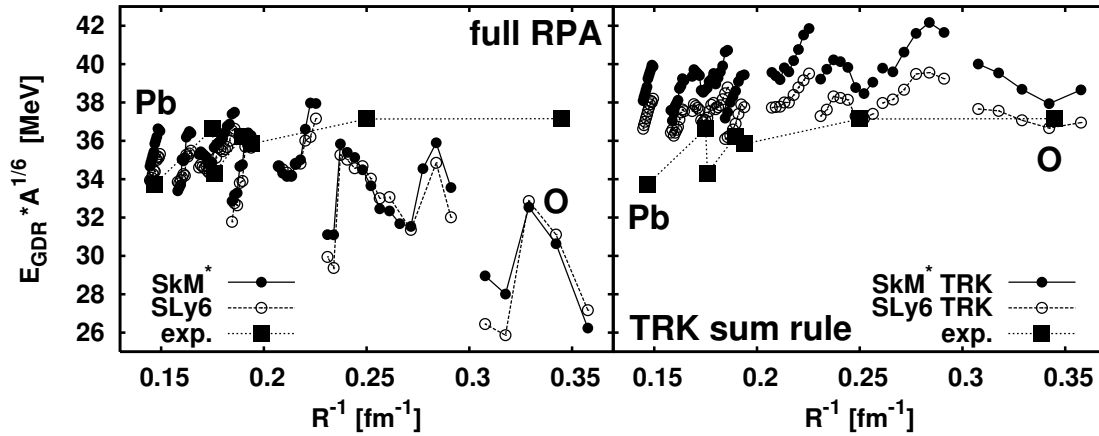 42
40
38
36
34
32
30
28
26
E_GDR *A^1/6 [MeV]
full RPA
Pb
O
SkM*
SLy6
exp.
0.15 0.2 0.25 0.3 0.35
R^-1 [fm^-1]
Pb
O
SkM* TRK
SLy6 TRK
exp.
TRK sum rule
0.15 0.2 0.25 0.3 0.35
R^-1 [fm^-1]